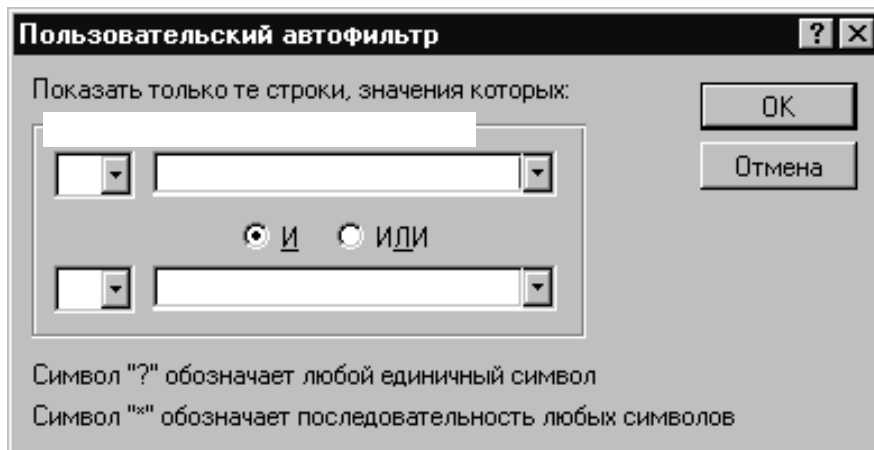 Пользовательский автофильтр
Показать только те строки, значения которых:
OK
Отмена
И ИЛИ
Символ "?" обозначает любой единичный символ
Символ "*" обозначает последовательность любых символов